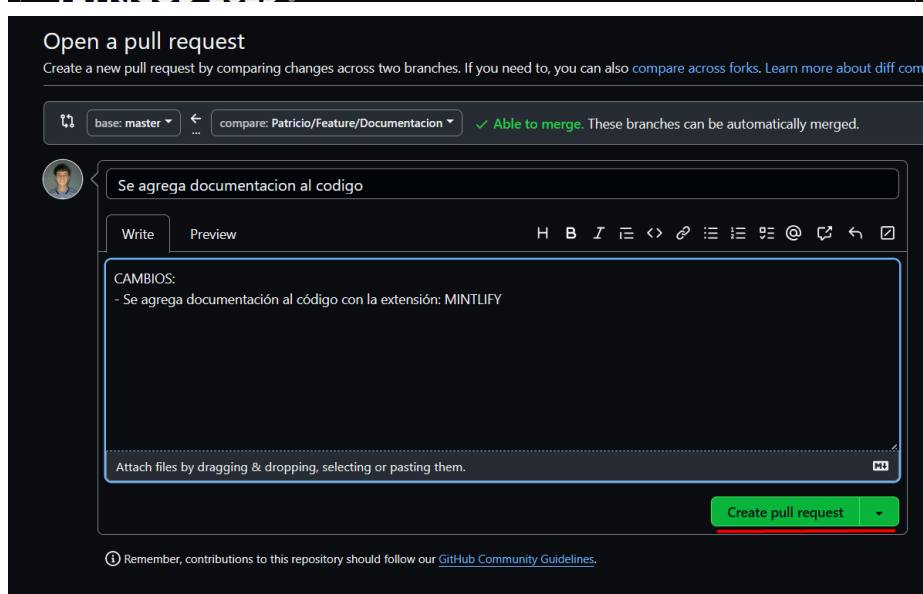 Open a pull request
Create a new pull request by comparing changes across two branches. If you need to, you can also compare across forks. Learn more about diff com
base: master ← compare: Patricio/Feature/Documentacion ✓ Able to merge. These branches can be automatically merged.
...
Se agrega documentacion al codigo
Write Preview H B I <> @
CAMBIOS:
- Se agrega documentación al código con la extensión: MINTLIFY
Attach files by dragging & dropping, selecting or pasting them.
Create pull request
Remember, contributions to this repository should follow our GitHub Community Guidelines.